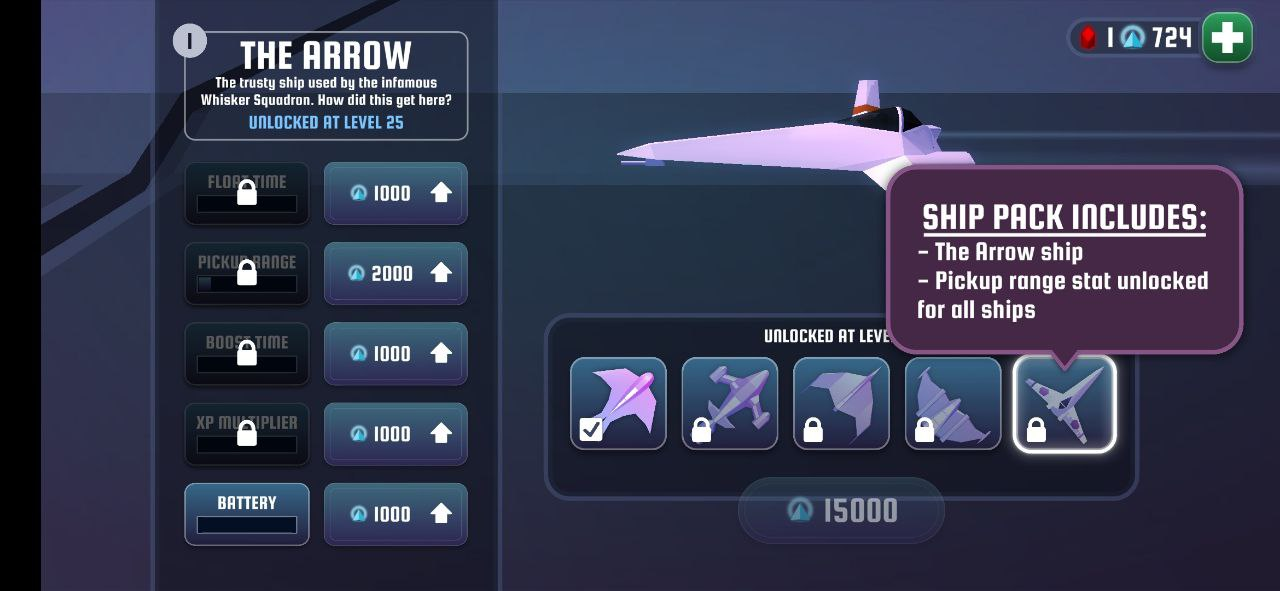 I
THE ARROW
The trusty ship used by the infamous
Whisker Squadron. How did this get here?
UNLOCKED AT LEVEL 25
1 724
FLOAT TIME
1000
PICKUP RANGE
2000
BOOST TIME
1000
XP MULTIPLIER
1000
BATTERY
1000
SHIP PACK INCLUDES:
- The Arrow ship
- Pickup range stat unlocked
for all ships
UNLOCKED AT LEVE
15000